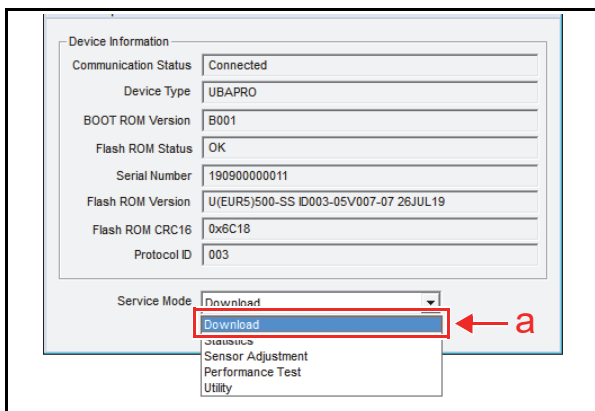 Device Information
Communication Status Connected
Device Type UBAPRO
BOOT ROM Version B001
Flash ROM Status OK
Serial Number 190900000011
Flash ROM Version U(EUR5)500-SS ID003-05V007-07 26JUL19
Flash ROM CRC16 0x6C18
Protocol ID 003
Service Mode Download
Download a
Statistics
Sensor Adjustment
Performance Test
Utility